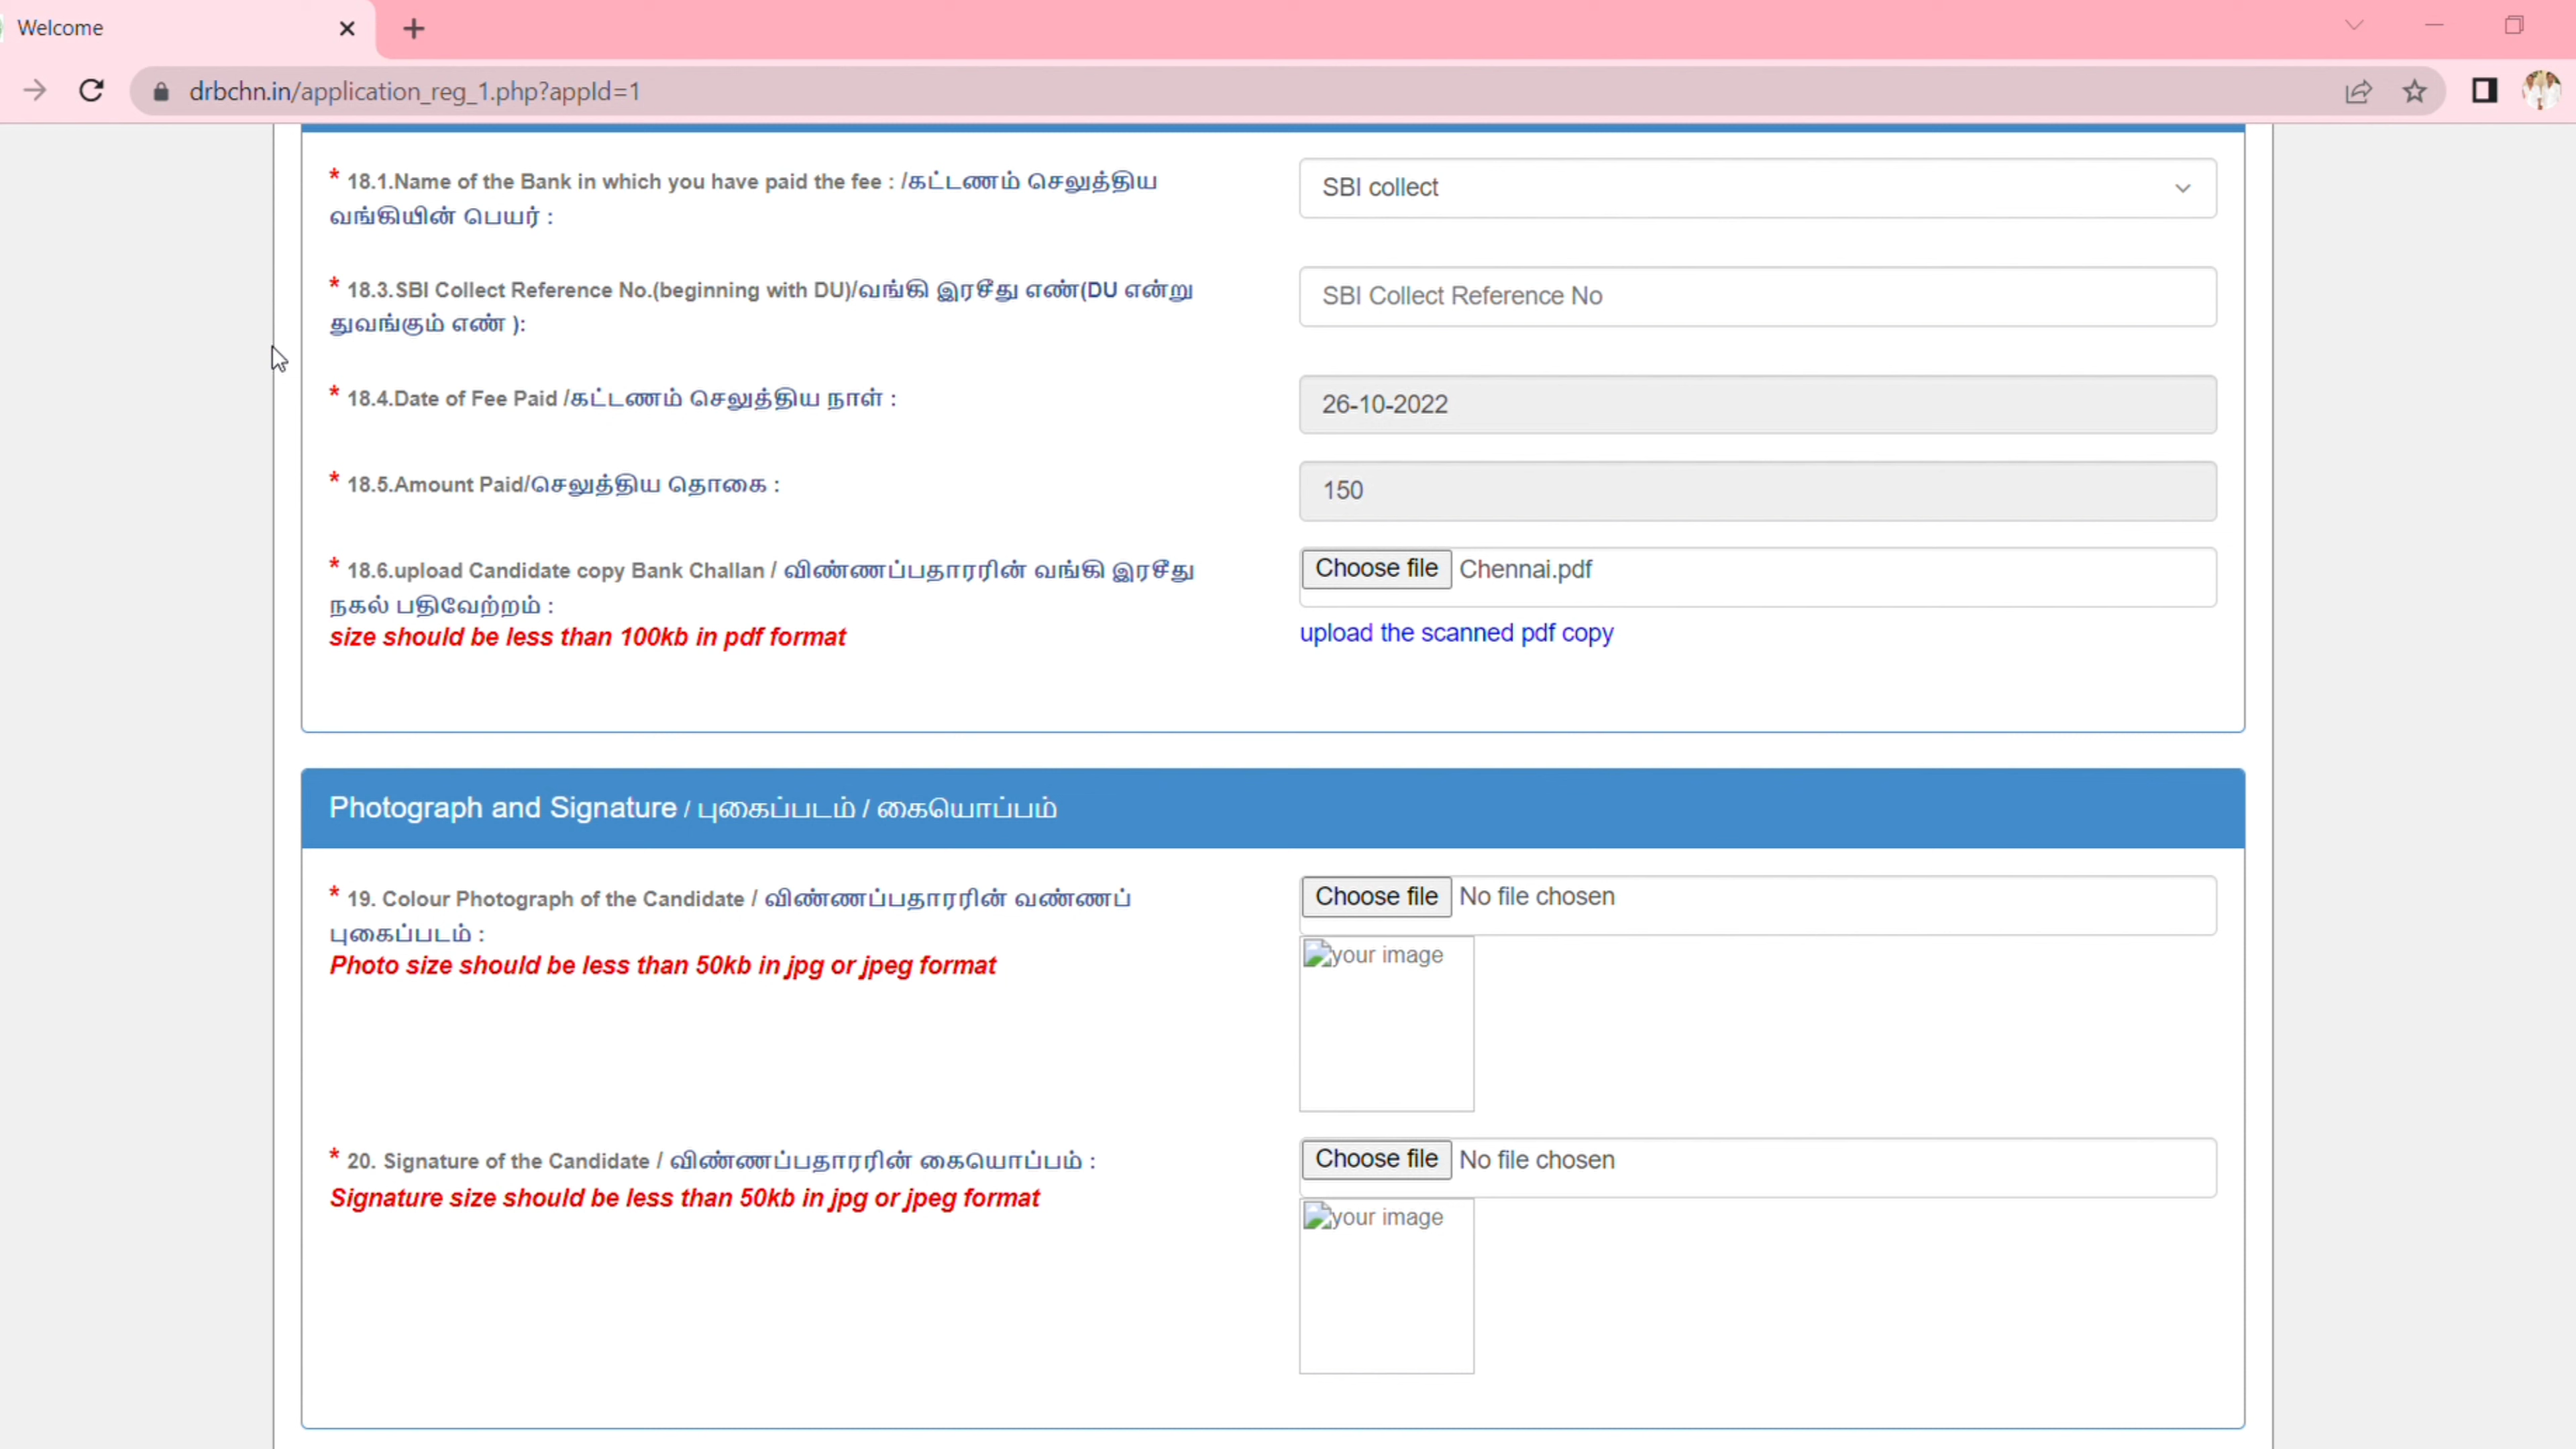 Welcome
drbchn.in/application_reg_1.php?appId=1
* 18.1.Name of the Bank in which you have paid the fee : /கட்டணம் செலுத்திய
வங்கியின் பெயர் :
SBI collect
* 18.3.SBI Collect Reference No.(beginning with DU)/வங்கி இரசீது எண்(DU என்று
துவங்கும் எண் ):
SBI Collect Reference No
* 18.4.Date of Fee Paid /கட்டணம் செலுத்திய நாள் :
26-10-2022
* 18.5.Amount Paid/செலுத்திய தொகை :
150
* 18.6.upload Candidate copy Bank Challan / விண்ணப்பதாரரின் வங்கி இரசீது
நகல் பதிவேற்றம் :
size should be less than 100kb in pdf format
Choose file Chennai.pdf
upload the scanned pdf copy
Photograph and Signature / புகைப்படம் / கையொப்பம்
* 19. Colour Photograph of the Candidate / விண்ணப்பதாரரின் வண்ணப்
புகைப்படம் :
Photo size should be less than 50kb in jpg or jpeg format
Choose file No file chosen
your image
* 20. Signature of the Candidate / விண்ணப்பதாரரின் கையொப்பம் :
Signature size should be less than 50kb in jpg or jpeg format
Choose file No file chosen
your image